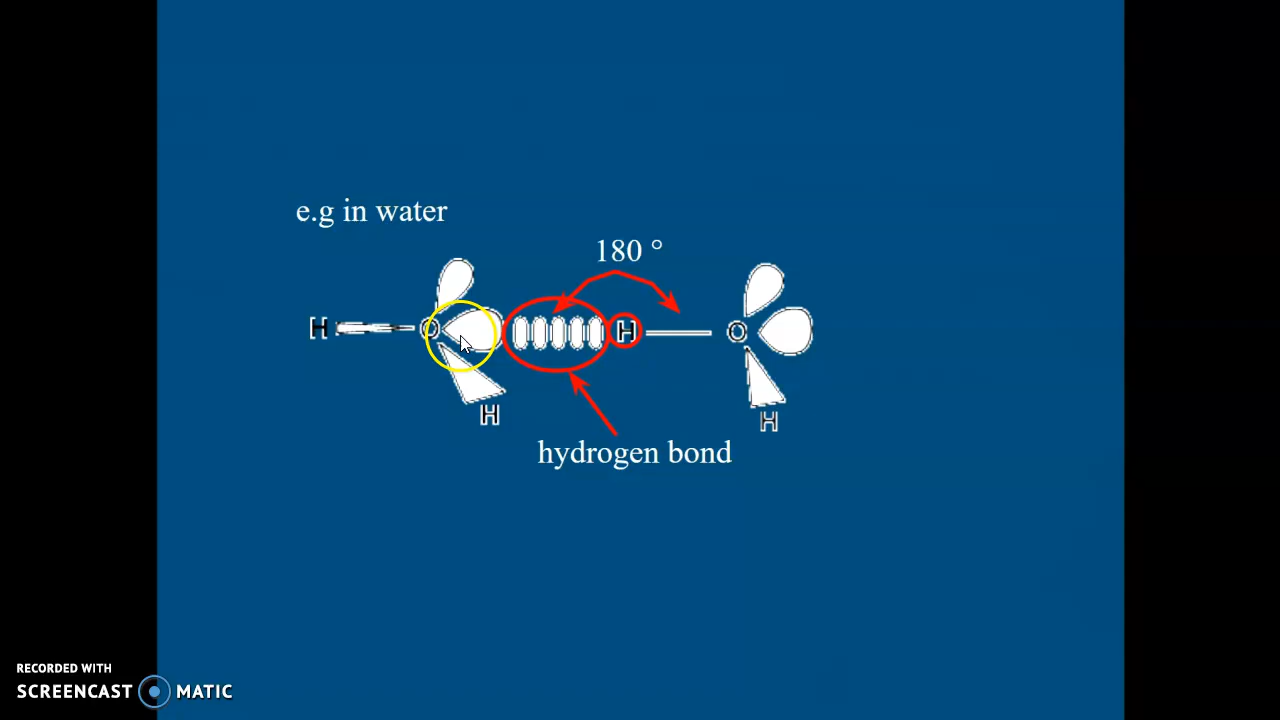 e.g in water
180 °
H O H O
H H
hydrogen bond
RECORDED WITH
SCREENCAST MATIC